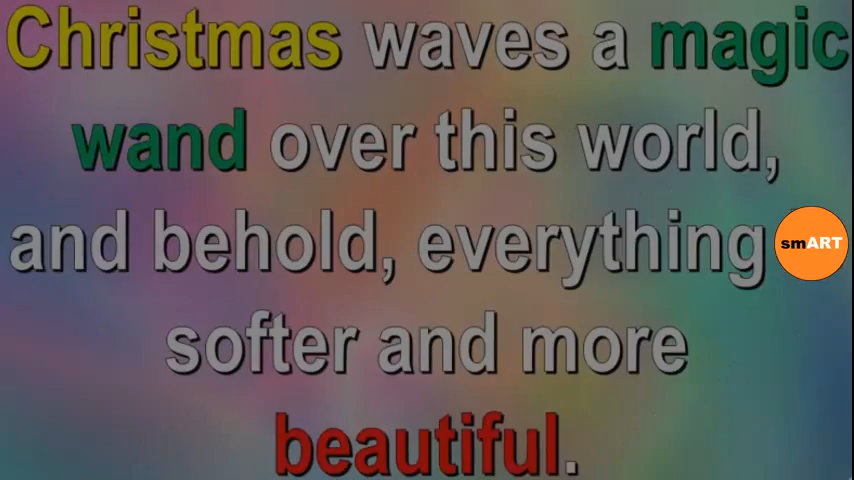 Christmas waves a magic
wand over this world,
and behold, everything
smART
softer and more
beautiful.